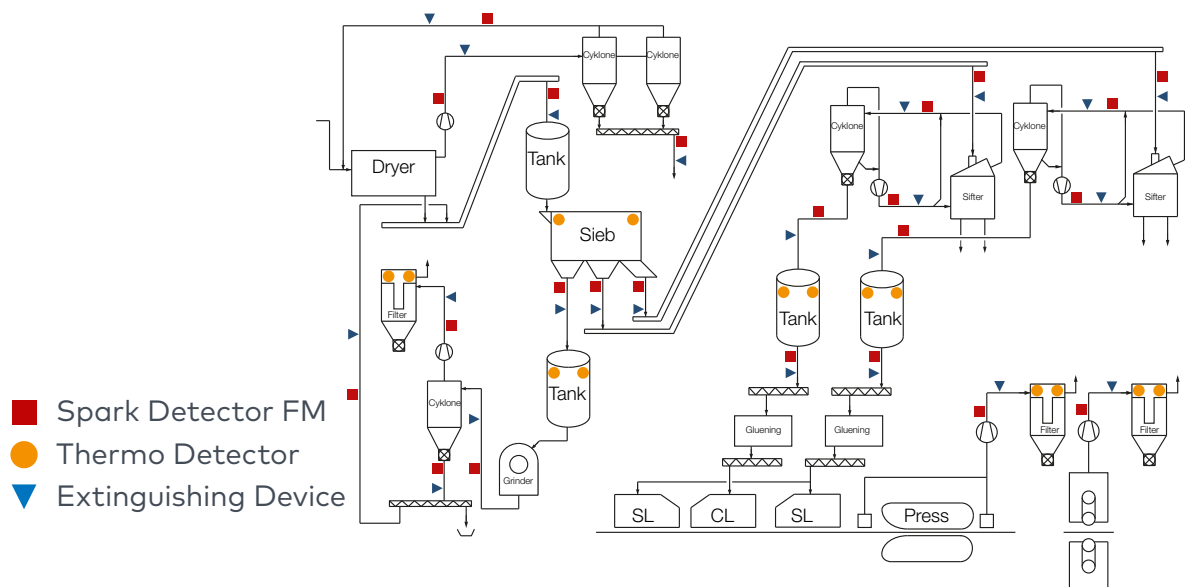 Cyklone
Cyklone
Dryer
Tank
Cyklone
Cyklone
Sifter
Sifter
Sieb
Filter
Tank
Tank
Tank
Cyklone
Grinder
Gluening
Gluening
Filter
Filter
SL
CL
SL
Press
Spark Detector FM
Thermo Detector
Extinguishing Device